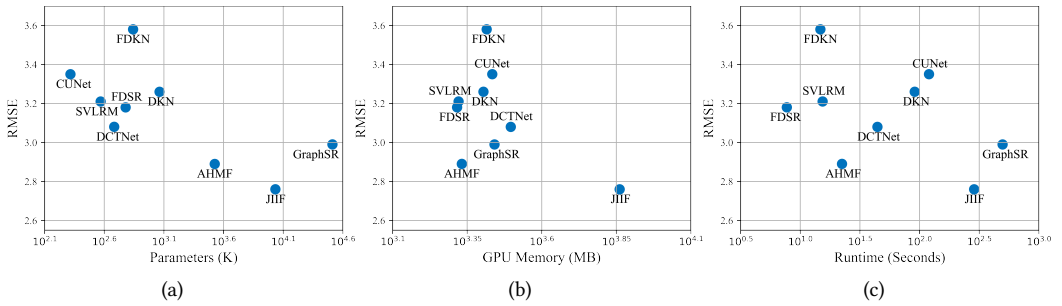 3.6
3.4
3.2
3.0
2.8
2.6
RMSE
FDKN
CUNet
FDSR
SVLRM
DKN
DCTNet
GraphSR
AHMF
JIIF
10^2.1 10^2.6 10^3.1 10^3.6 10^4.1 10^4.6
Parameters (K)
(a)
3.6
3.4
3.2
3.0
2.8
2.6
RMSE
FDKN
CUNet
SVLRM
DKN
FDSR
DCTNet
GraphSR
AHMF
JIIF
10^3.1 10^3.35 10^3.6 10^3.85 10^4.1
GPU Memory (MB)
(b)
3.6
3.4
3.2
3.0
2.8
2.6
RMSE
FDKN
CUNet
SVLRM
DKN
FDSR
DCTNet
GraphSR
AHMF
JIIF
10^0.5 10^1.0 10^1.5 10^2.0 10^2.5 10^3.0
Runtime (Seconds)
(c)